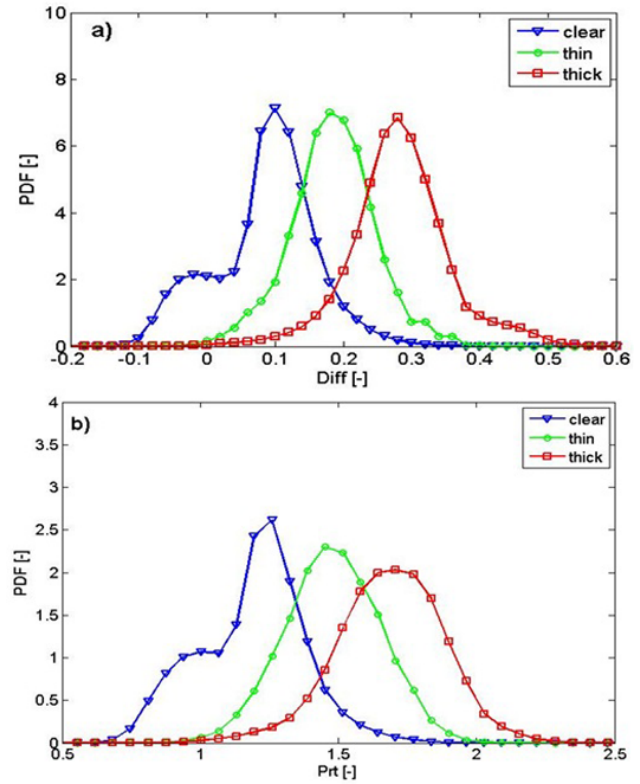 a)
clear
thin
thick
PDF [-]
10
8
6
4
2
0
-0.2 -0.1 0 0.1 0.2 0.3 0.4 0.5 0.6
Diff [-]
b)
clear
thin
thick
PDF [-]
4
3.5
3
2.5
2
1.5
1
0.5
0
0.5 1 1.5 2 2.5
Prt [-]